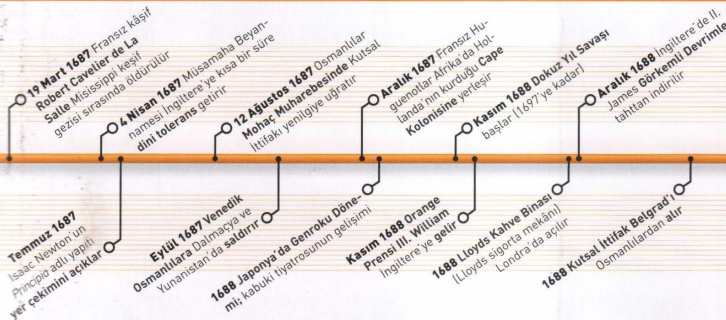 19 Mart 1687 Fransız kâşif
Robert Cavelier de La
Salle Misissippi keşif
gezisi sırasında öldürülür
4 Nisan 1687 Müsamaha Beyan-
namesi İngiltere'ye kısa bir süre
dini tolerans getirir
12 Ağustos 1687 Osmanlılar
Mohaç Muharebesinde Kutsal
İttifakı yenilgiye uğratır
Aralık 1687 Fransız Hu-
guenotlar Afrika'da Hol-
landa'nın kurduğu Cape
Kolonisine yerleşir
Kasım 1688 Dokuz Yıl Savaşı
başlar (1697'ye kadar)
Aralık 1688 İngiltere'de II.
James Görkemli Devrimle
tahttan indirilir
Temmuz 1687
Isaac Newton'un
Principia adlı yapıtı
yer çekimini açıklar
Eylül 1687 Venedik
Osmanlılara Dalmaçya ve
Yunanistan'da saldırır
1688 Japonya'da Genroku Döne-
mi; kabuki tiyatrosunun gelişimi
Kasım 1688 Orange
Prensi III. William
İngiltere'ye gelir
1688 Lloyds Kahve Binası
(Lloyds sigorta mekânı)
Londra'da açılır
1688 Kutsal İttifak Belgrad'ı
Osmanlılardan alır